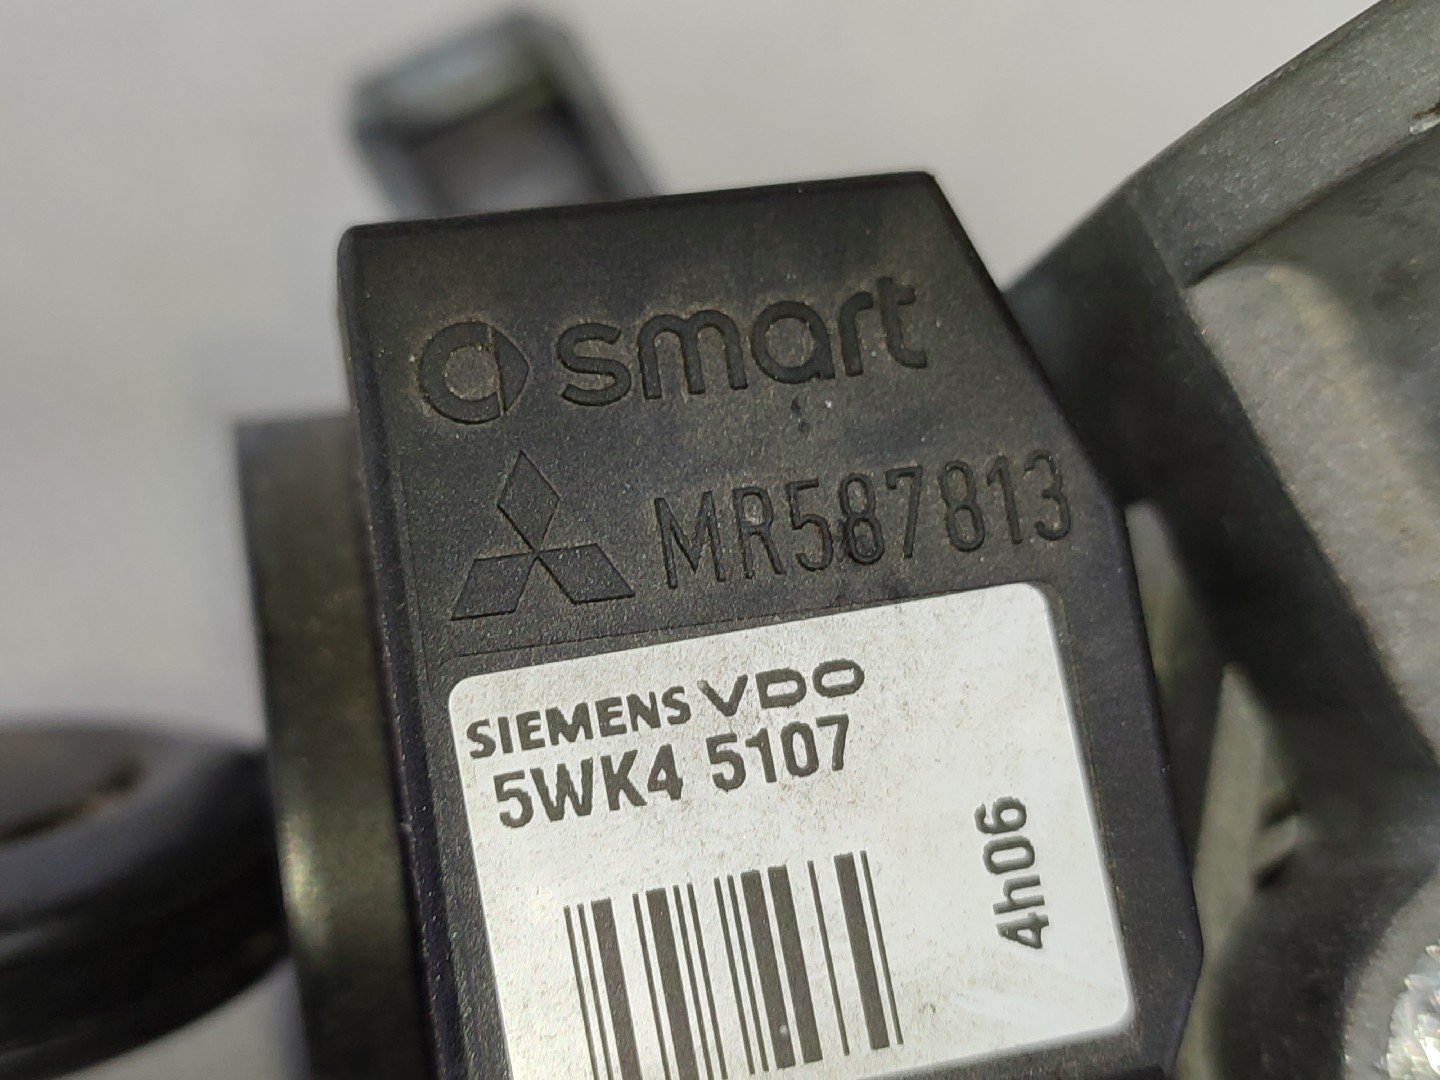 smart
MR587813
SIEMENS VDO
5WK4 5107
4h06